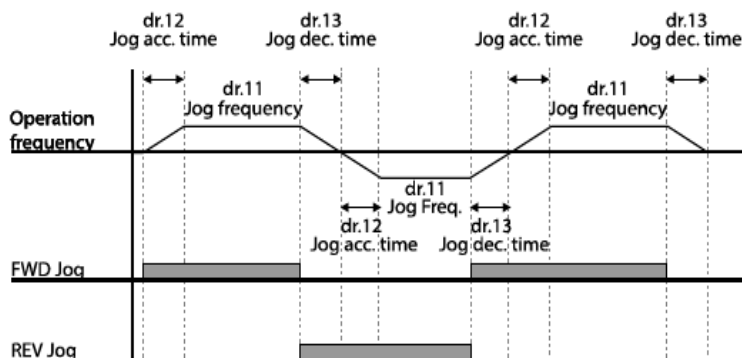 dr.12
Jog acc. time
dr.13
Jog dec. time
dr.12
Jog acc. time
dr.13
Jog dec. time
dr.11
Jog frequency
dr.11
Jog frequency
Operation
frequency
dr.11
Jog Freq.
dr.12
Jog acc. time
dr.13
Jog dec. time
FWD Jog
REV Jog